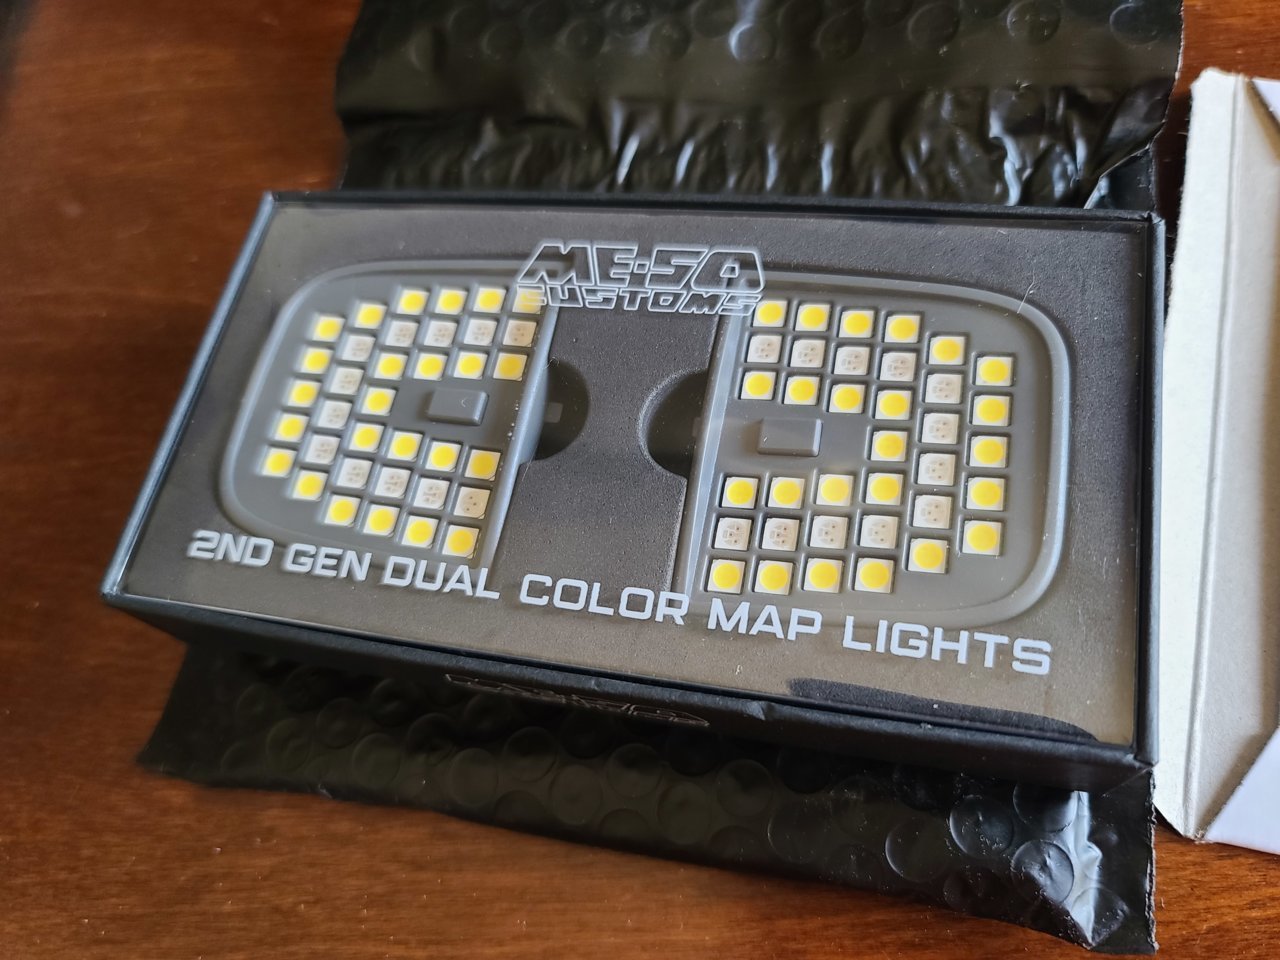 ME·SA
CUSTOMS
2ND GEN DUAL COLOR MAP LIGHTS